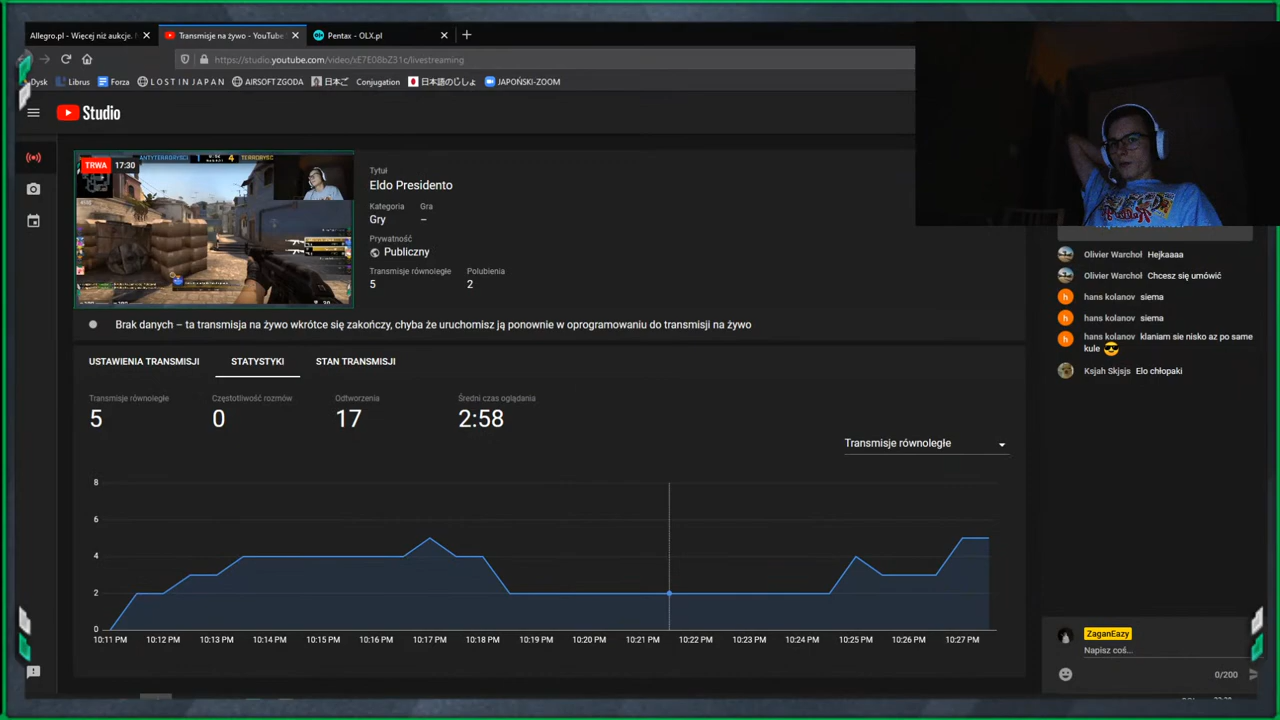 Allegro.pl - Więcej niż aukcje. N
Transmisje na żywo - YouTube
Pentax - OLX.pl
https://studio.youtube.com/video/xE7E08bZ31c/livestreaming
Dysk
Librus
Forza
L O S T I N J A P A N
AIRSOFT ZGODA
日本ご
Conjugation
日本語のじしょ
JAPOŃSKI-ZOOM
Studio
TRWA 17:30
ANTYTERRORYŚCI
4
Tytuł
Eldo Presidento
Kategoria Gra
Gry –
Prywatność
Publiczny
Transmisje równoległe Polubienia
5 2
Brak danych – ta transmisja na żywo wkrótce się zakończy, chyba że uruchomisz ją ponownie w oprogramowaniu do transmisji na żywo
USTAWIENIA TRANSMISJI STATYSTYKI STAN TRANSMISJI
Transmisje równoległe Częstotliwość rozmów Odtworzenia Średni czas oglądania
5 0 17 2:58
Transmisje równoległe
8
6
4
2
0
10:11 PM 10:12 PM 10:13 PM 10:14 PM 10:15 PM 10:16 PM 10:17 PM 10:18 PM 10:19 PM 10:20 PM 10:21 PM 10:22 PM 10:23 PM 10:24 PM 10:25 PM 10:26 PM 10:27 PM
Olivier Warchoł Hejkaaaa
Olivier Warchoł Chcesz się umówić
hans kolanov siema
hans kolanov siema
hans kolanov klaniam sie nisko az po same
kule
Ksjah Skjsjs Elo chłopaki
ZaganEazy
Napisz coś...
0/200